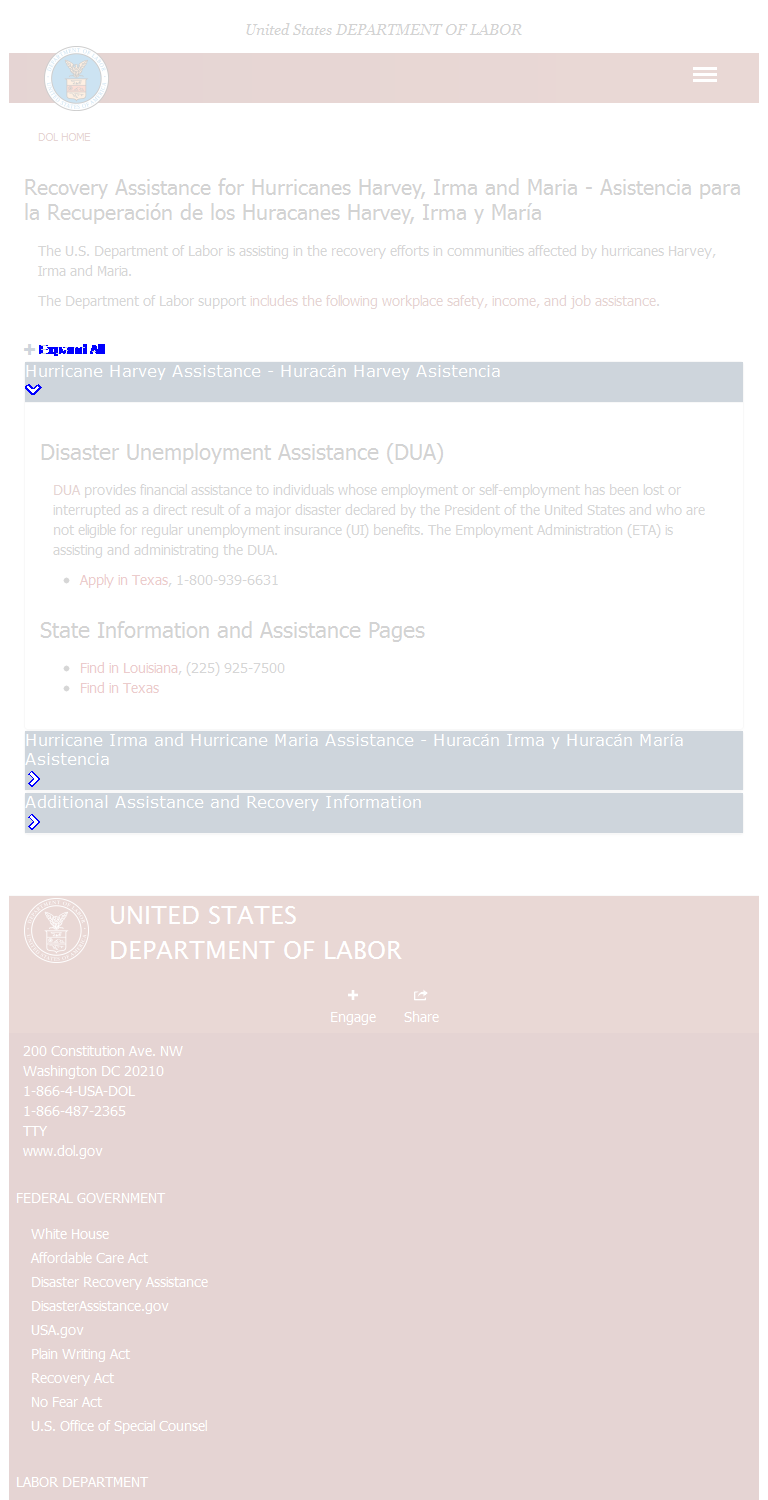 United States DEPARTMENT OF LABOR
DOL HOME
Recovery Assistance for Hurricanes Harvey, Irma and Maria - Asistencia para
la Recuperación de los Huracanes Harvey, Irma y María
The U.S. Department of Labor is assisting in the recovery efforts in communities affected by hurricanes Harvey,
Irma and Maria.
The Department of Labor support includes the following workplace safety, income, and job assistance.
Expand All
Hurricane Harvey Assistance - Huracán Harvey Asistencia
Disaster Unemployment Assistance (DUA)
DUA provides financial assistance to individuals whose employment or self-employment has been lost or
interrupted as a direct result of a major disaster declared by the President of the United States and who are
not eligible for regular unemployment insurance (UI) benefits. The Employment Administration (ETA) is
assisting and administrating the DUA.
Apply in Texas, 1-800-939-6631
State Information and Assistance Pages
Find in Louisiana, (225) 925-7500
Find in Texas
Hurricane Irma and Hurricane Maria Assistance - Huracán Irma y Huracán María
Asistencia
Additional Assistance and Recovery Information
UNITED STATES
DEPARTMENT OF LABOR
Engage Share
200 Constitution Ave. NW
Washington DC 20210
1-866-4-USA-DOL
1-866-487-2365
TTY
www.dol.gov
FEDERAL GOVERNMENT
White House
Affordable Care Act
Disaster Recovery Assistance
DisasterAssistance.gov
USA.gov
Plain Writing Act
Recovery Act
No Fear Act
U.S. Office of Special Counsel
LABOR DEPARTMENT